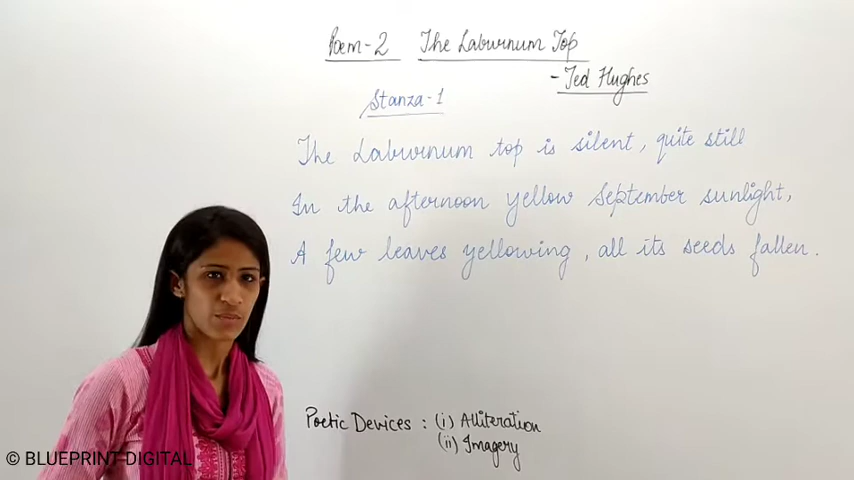 Poem-2 The Laburnum Top
- Ted Hughes
Stanza-1
The Laburnum top is silent, quite still
In the afternoon yellow September sunlight,
A few leaves yellowing, all its seeds fallen.
Poetic Devices : (i) Alliteration
(ii) Imagery
© BLUEPRINT DIGITAL